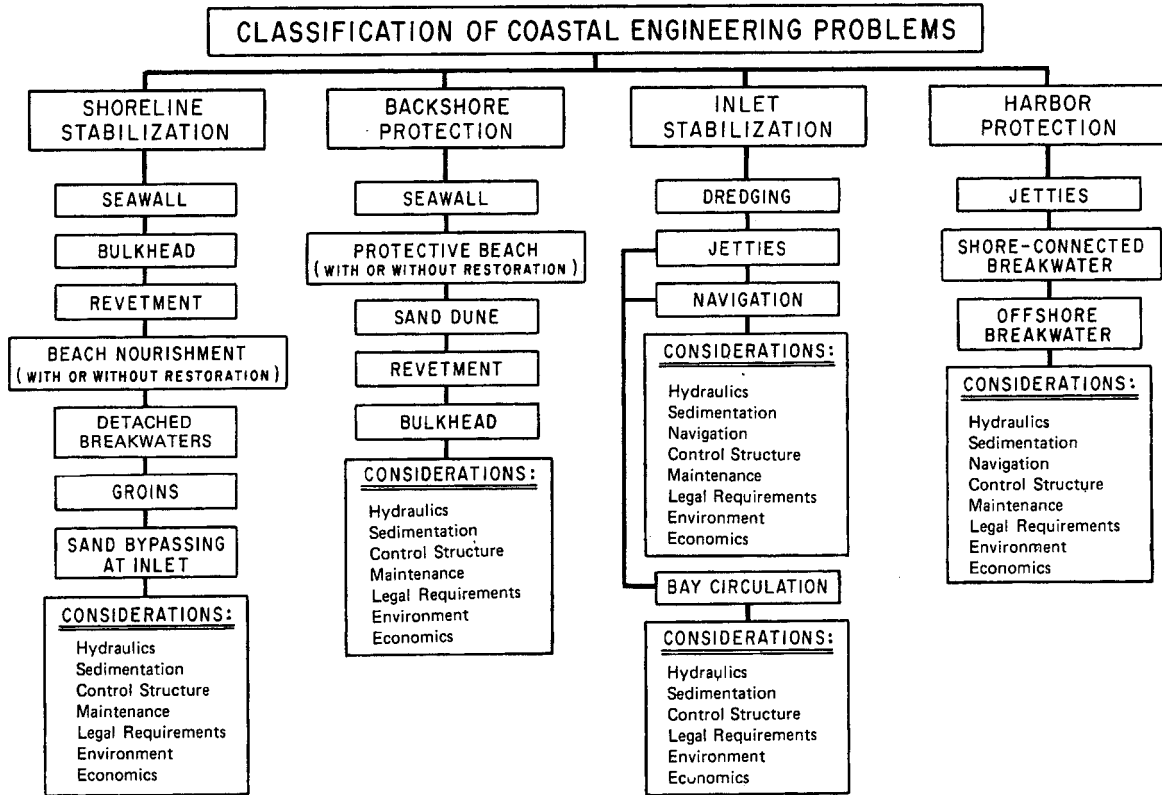 CLASSIFICATION OF COASTAL ENGINEERING PROBLEMS
SHORELINE
STABILIZATION
SEAWALL
BULKHEAD
REVETMENT
BEACH NOURISHMENT
(WITH OR WITHOUT RESTORATION)
DETACHED
BREAKWATERS
GROINS
SAND BYPASSING
AT INLET
CONSIDERATIONS:
Hydraulics
Sedimentation
Control Structure
Maintenance
Legal Requirements
Environment
Economics
BACKSHORE
PROTECTION
SEAWALL
PROTECTIVE BEACH
(WITH OR WITHOUT RESTORATION)
SAND DUNE
REVETMENT
BULKHEAD
CONSIDERATIONS:
Hydraulics
Sedimentation
Control Structure
Maintenance
Legal Requirements
Environment
Economics
INLET
STABILIZATION
DREDGING
JETTIES
NAVIGATION
CONSIDERATIONS:
Hydraulics
Sedimentation
Navigation
Control Structure
Maintenance
Legal Requirements
Environment
Economics
BAY CIRCULATION
CONSIDERATIONS:
Hydraulics
Sedimentation
Control Structure
Legal Requirements
Environment
Economics
HARBOR
PROTECTION
JETTIES
SHORE-CONNECTED
BREAKWATER
OFFSHORE
BREAKWATER
CONSIDERATIONS:
Hydraulics
Sedimentation
Navigation
Control Structure
Maintenance
Legal Requirements
Environment
Economics